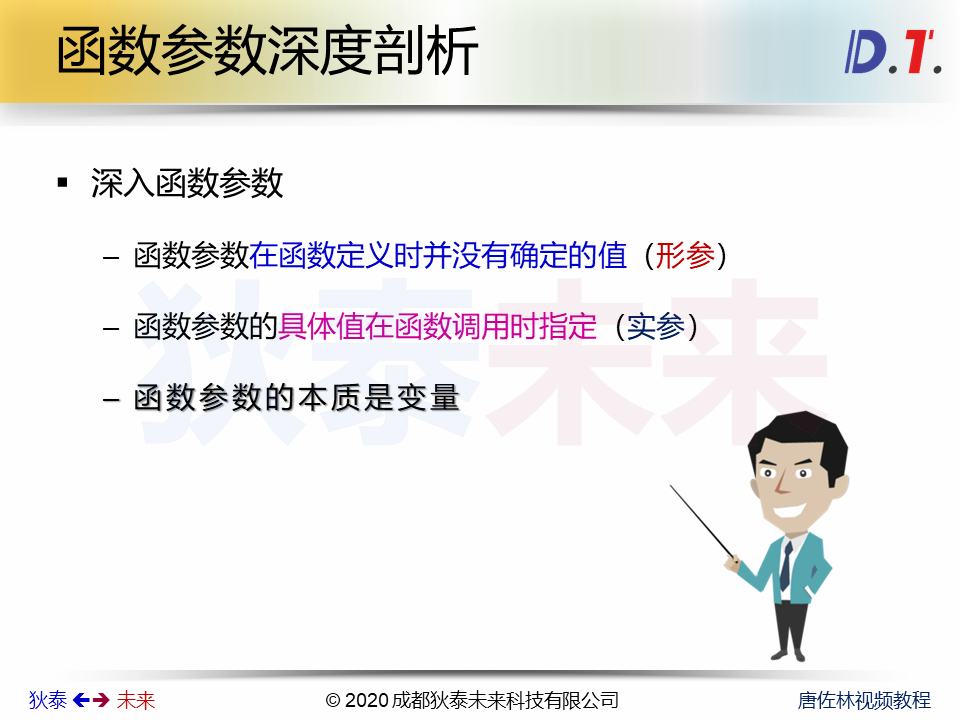 函数参数深度剖析
D.T.
▪ 深入函数参数
– 函数参数在函数定义时并没有确定的值（形参）
– 函数参数的具体值在函数调用时指定（实参）
– 函数参数的本质是变量
狄泰未来
狄泰 🡸🡺 未来
© 2020 成都狄泰未来科技有限公司
唐佐林视频教程